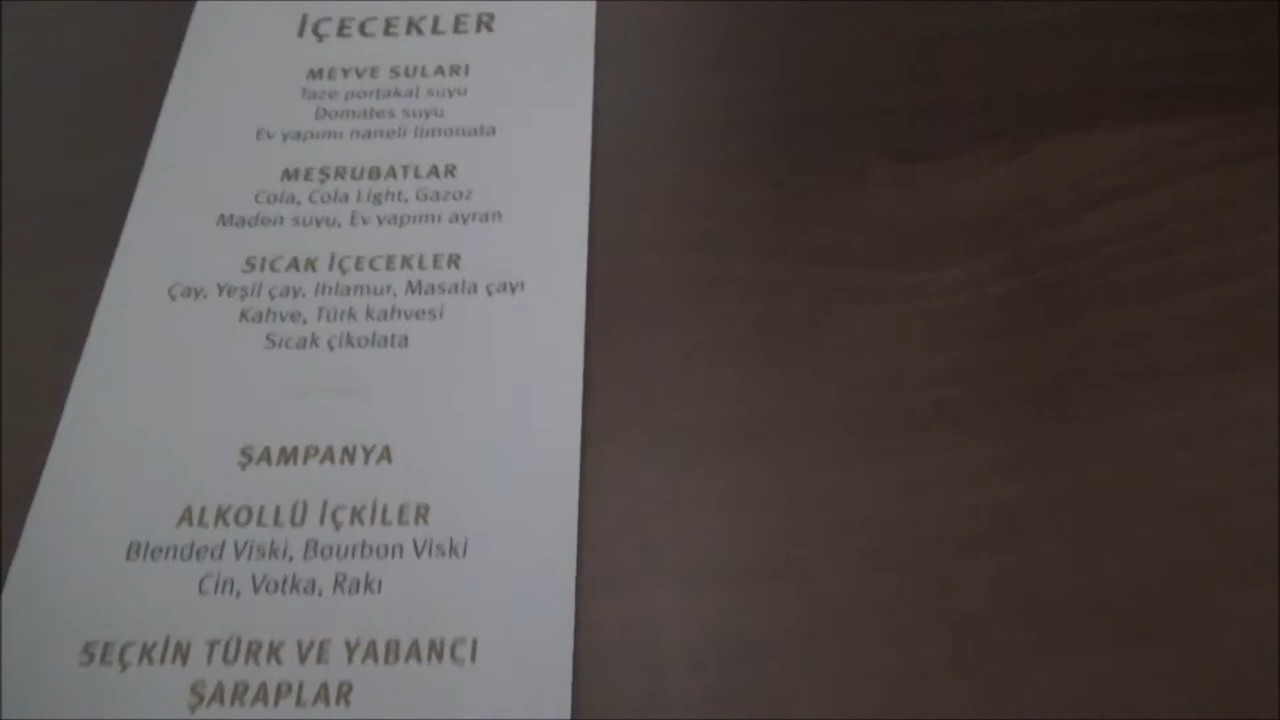 İÇECEKLER
MEYVE SULARI
Taze portakal suyu
Domates suyu
Ev yapımı naneli limonata
MEŞRUBATLAR
Cola, Cola Light, Gazoz
Maden suyu, Ev yapımı ayran
SICAK İÇECEKLER
Çay, Yeşil çay, Ihlamur, Masala çayı
Kahve, Türk kahvesi
Sıcak çikolata
ŞAMPANYA
ALKOLLÜ İÇKİLER
Blended Viski, Bourbon Viski
Cin, Votka, Rakı
SEÇKİN TÜRK VE YABANCI
ŞARAPLAR